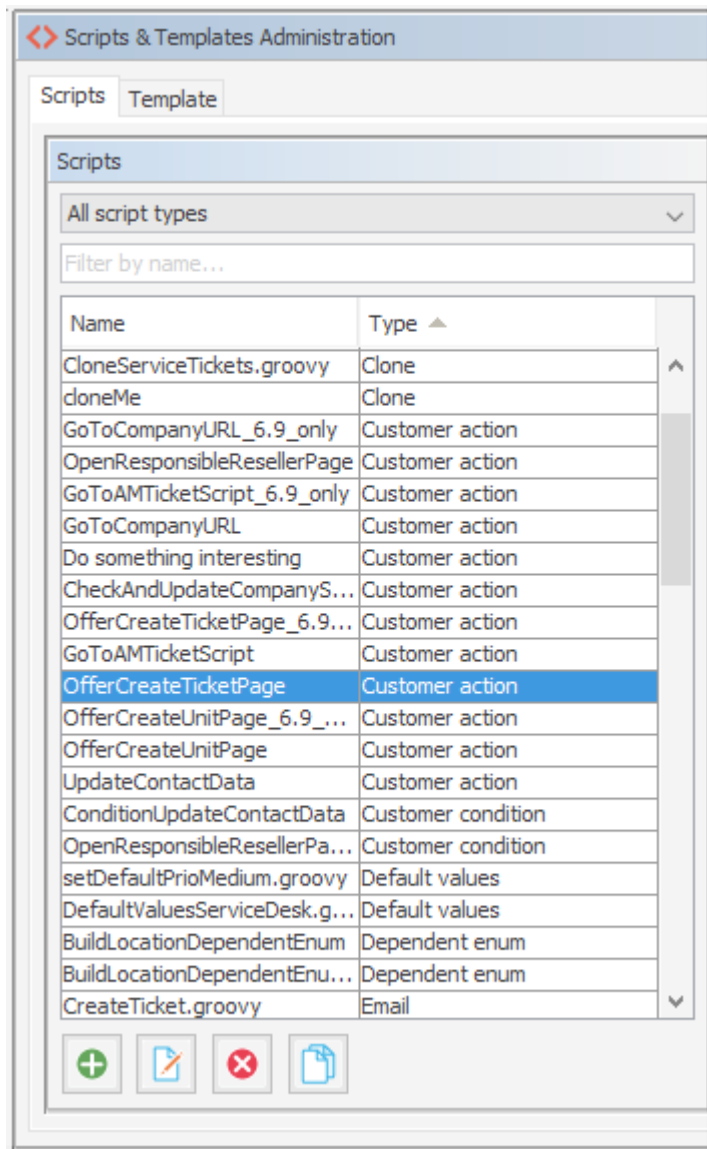 Scripts & Templates Administration
Scripts Template
Scripts
All script types
Filter by name...
Name Type
CloneServiceTickets.groovy Clone
cloneMe Clone
GoToCompanyURL_6.9_only Customer action
OpenResponsibleResellerPage Customer action
GoToAMTicketScript_6.9_only Customer action
GoToCompanyURL Customer action
Do something interesting Customer action
CheckAndUpdateCompanyS... Customer action
OfferCreateTicketPage_6.9... Customer action
GoToAMTicketScript Customer action
OfferCreateTicketPage Customer action
OfferCreateUnitPage_6.9_... Customer action
OfferCreateUnitPage Customer action
UpdateContactData Customer action
ConditionUpdateContactData Customer condition
OpenResponsibleResellerPa... Customer condition
setDefaultPrioMedium.groovy Default values
DefaultValuesServiceDesk.g... Default values
BuildLocationDependentEnum Dependent enum
BuildLocationDependentEnu... Dependent enum
CreateTicket.groovy Email